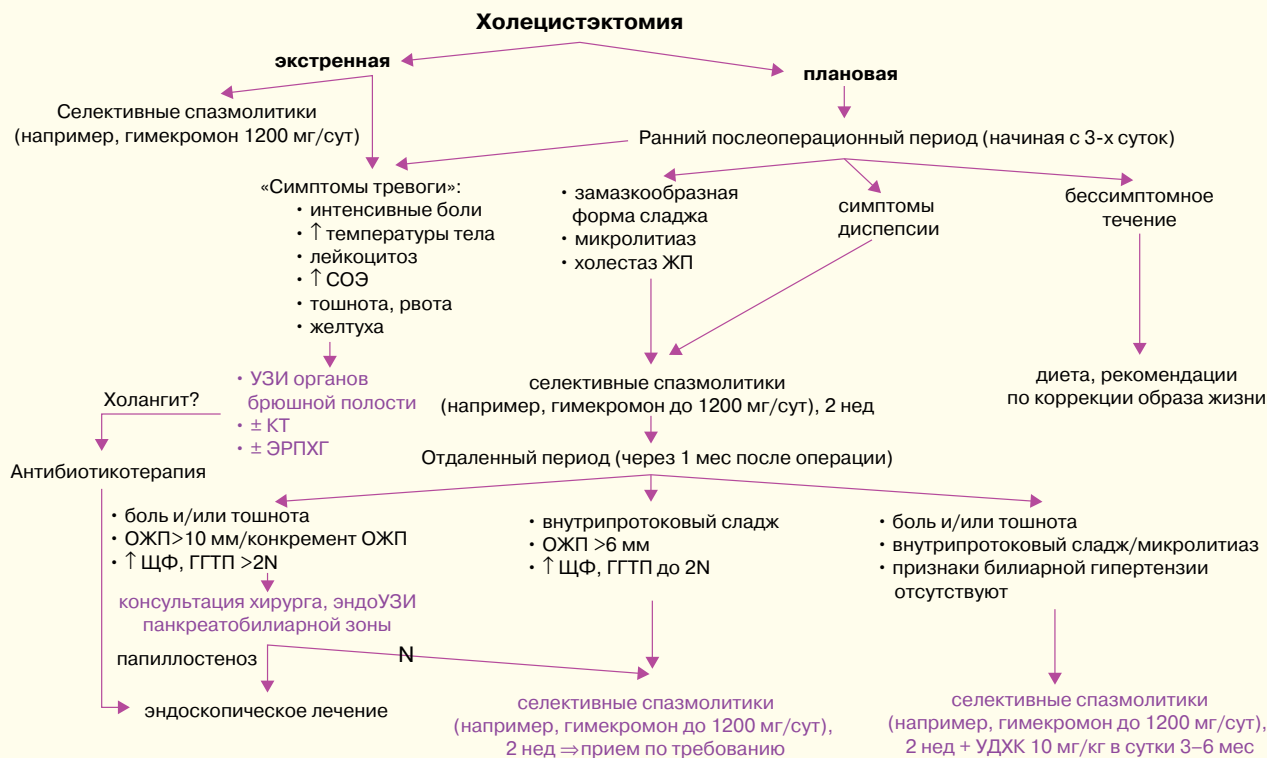 Холецистэктомия
экстренная
плановая
Селективные спазмолитики
(например, гимекромон 1200 мг/сут)
Ранний послеоперационный период (начиная с 3-х суток)
«Симптомы тревоги»:
• интенсивные боли
• ↑ температуры тела
• лейкоцитоз
• ↑ СОЭ
• тошнота, рвота
• желтуха
• замазкообразная
форма сладжа
• микролитиаз
• холестаз ЖП
симптомы
диспепсии
бессимптомное
течение
• УЗИ органов
брюшной полости
• ± КТ
• ± ЭРПХГ
Холангит?
Антибиотикотерапия
селективные спазмолитики
(например, гимекромон до 1200 мг/сут), 2 нед
диета, рекомендации
по коррекции образа жизни
Отдаленный период (через 1 мес после операции)
• боль и/или тошнота
• ОЖП>10 мм/конкремент ОЖП
• ↑ ЩФ, ГГТП >2N
• внутрипротоковый сладж
• ОЖП >6 мм
• ↑ ЩФ, ГГТП до 2N
• боль и/или тошнота
• внутрипротоковый сладж/микролитиаз
• признаки билиарной гипертензии
отсутствуют
консультация хирурга, эндоУЗИ
панкреатобилиарной зоны
папиллостеноз
N
эндоскопическое лечение
селективные спазмолитики
(например, гимекромон до 1200 мг/сут),
2 нед ⇒ прием по требованию
селективные спазмолитики
(например, гимекромон до 1200 мг/сут),
2 нед + УДХК 10 мг/кг в сутки 3–6 мес